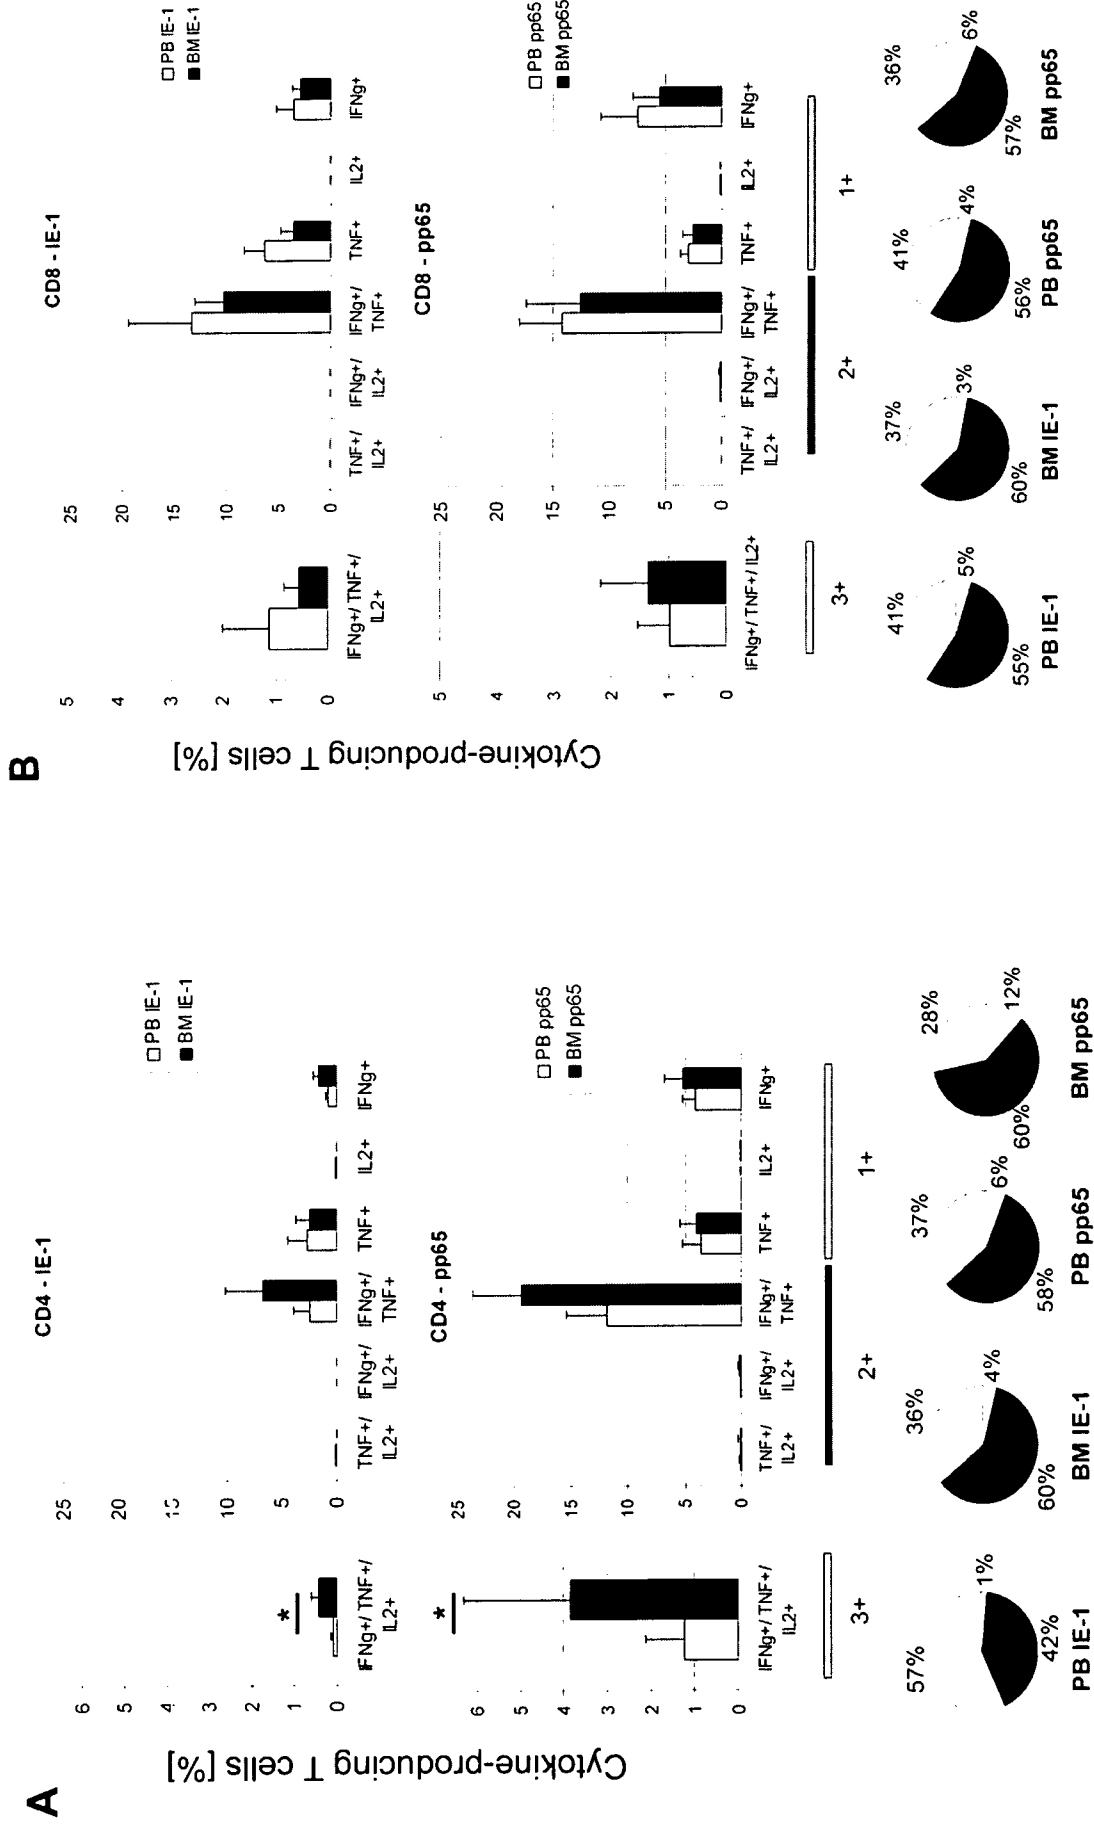 A
Cytokine-producing T cells [%]
CD4 - IE-1
PB IE-1
BM IE-1
6
5
4
3
2
1
0
*
IFNg+/ TNF+/
IL2+
25
20
15
10
5
0
TNF+/ IFNg+/ IFNg+/ TNF+ IL2+ IFNg+
IL2+ IL2+ TNF+
CD4 - pp65
PB pp65
BM pp65
6
5
4
3
2
1
0
*
IFNg+/ TNF+/
IL2+
25
20
15
10
5
0
TNF+/ IFNg+/ IFNg+/ TNF+ IL2+ IFNg+
IL2+ IL2+ TNF+
3+ 2+ 1+
57% 1% 42%
PB IE-1
36% 4% 60%
BM IE-1
37% 6% 58%
PB pp65
28% 12% 60%
BM pp65
B
Cytokine-producing T cells [%]
CD8 - IE-1
PB IE-1
BM IE-1
5
4
3
2
1
0
IFNg+/ TNF+/
IL2+
25
20
15
10
5
0
TNF+/ IFNg+/ IFNg+/ TNF+ IL2+ IFNg+
IL2+ IL2+ TNF+
CD8 - pp65
PB pp65
BM pp65
5
4
3
2
1
0
IFNg+/ TNF+/ IL2+
25
20
15
10
5
0
TNF+/ IFNg+/ IFNg+/ TNF+ IL2+ IFNg+
IL2+ IL2+ TNF+
3+ 2+ 1+
41% 5% 55%
PB IE-1
37% 3% 60%
BM IE-1
41% 4% 56%
PB pp65
36% 6% 57%
BM pp65